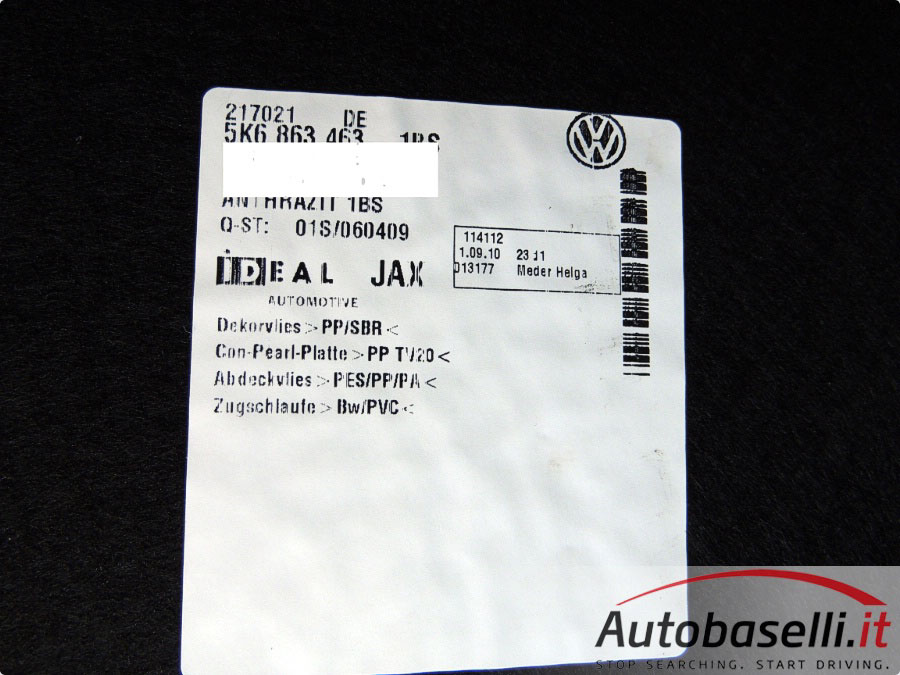 217021 DE
5K6 863 463 1BS
ANTHRAZIT 1BS
Q-ST: 01S/060409
IDEAL JAX
AUTOMOTIVE
114112
1.09.10 23 11
013177 Meder Helga
Dekorvlies > PP/SBR <
Con-Pearl-Platte > PP TV20 <
Abdeckvlies > PES/PP/PA <
Zugschlaufe > Bw/PVC <
Autobaselli.it
STOP SEARCHING. START DRIVING.